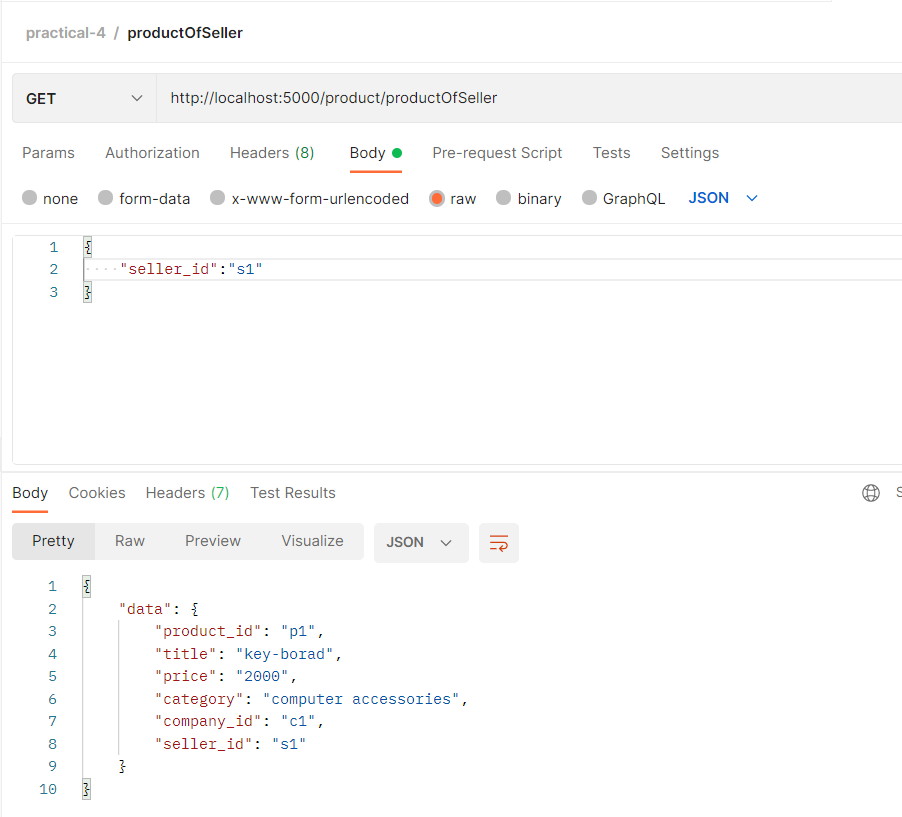 practical-4 / productOfSeller
GET http://localhost:5000/product/productOfSeller
Params Authorization Headers (8) Body Pre-request Script Tests Settings
none form-data x-www-form-urlencoded raw binary GraphQL JSON
1 {
2 ····"seller_id":"s1"
3 }
Body Cookies Headers (7) Test Results S
Pretty Raw Preview Visualize JSON
1 {
2 "data": {
3 "product_id": "p1",
4 "title": "key-borad",
5 "price": "2000",
6 "category": "computer accessories",
7 "company_id": "c1",
8 "seller_id": "s1"
9 }
10 }